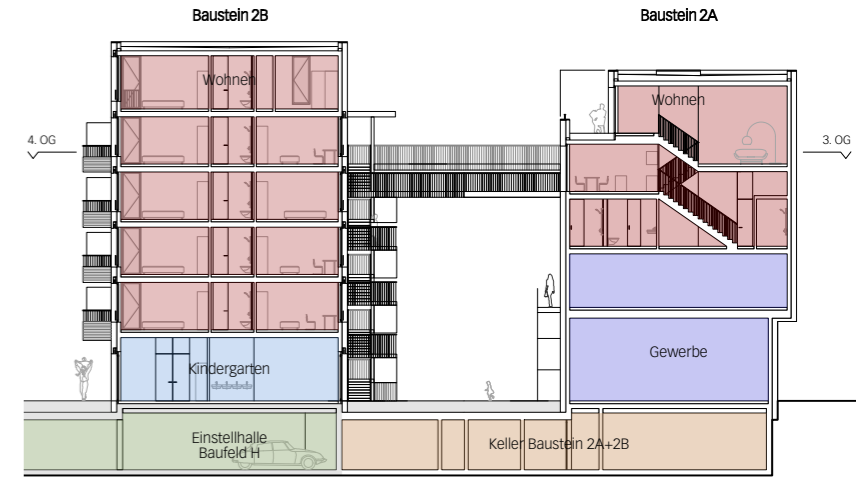 Baustein 2B
Baustein 2A
Wohnen
Wohnen
4. OG
3. OG
Gewerbe
Kindergarten
Einstellhalle
Baufeld H
Keller Baustein 2A+2B